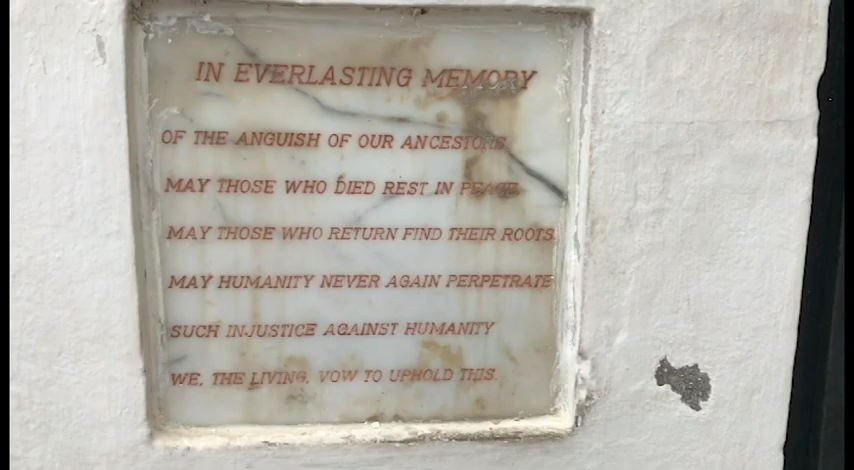 IN EVERLASTING MEMORY
OF THE ANGUISH OF OUR ANCESTORS.
MAY THOSE WHO DIED REST IN PEACE.
MAY THOSE WHO RETURN FIND THEIR ROOTS.
MAY HUMANITY NEVER AGAIN PERPETRATE
SUCH INJUSTICE AGAINST HUMANITY
WE, THE LIVING, VOW TO UPHOLD THIS.